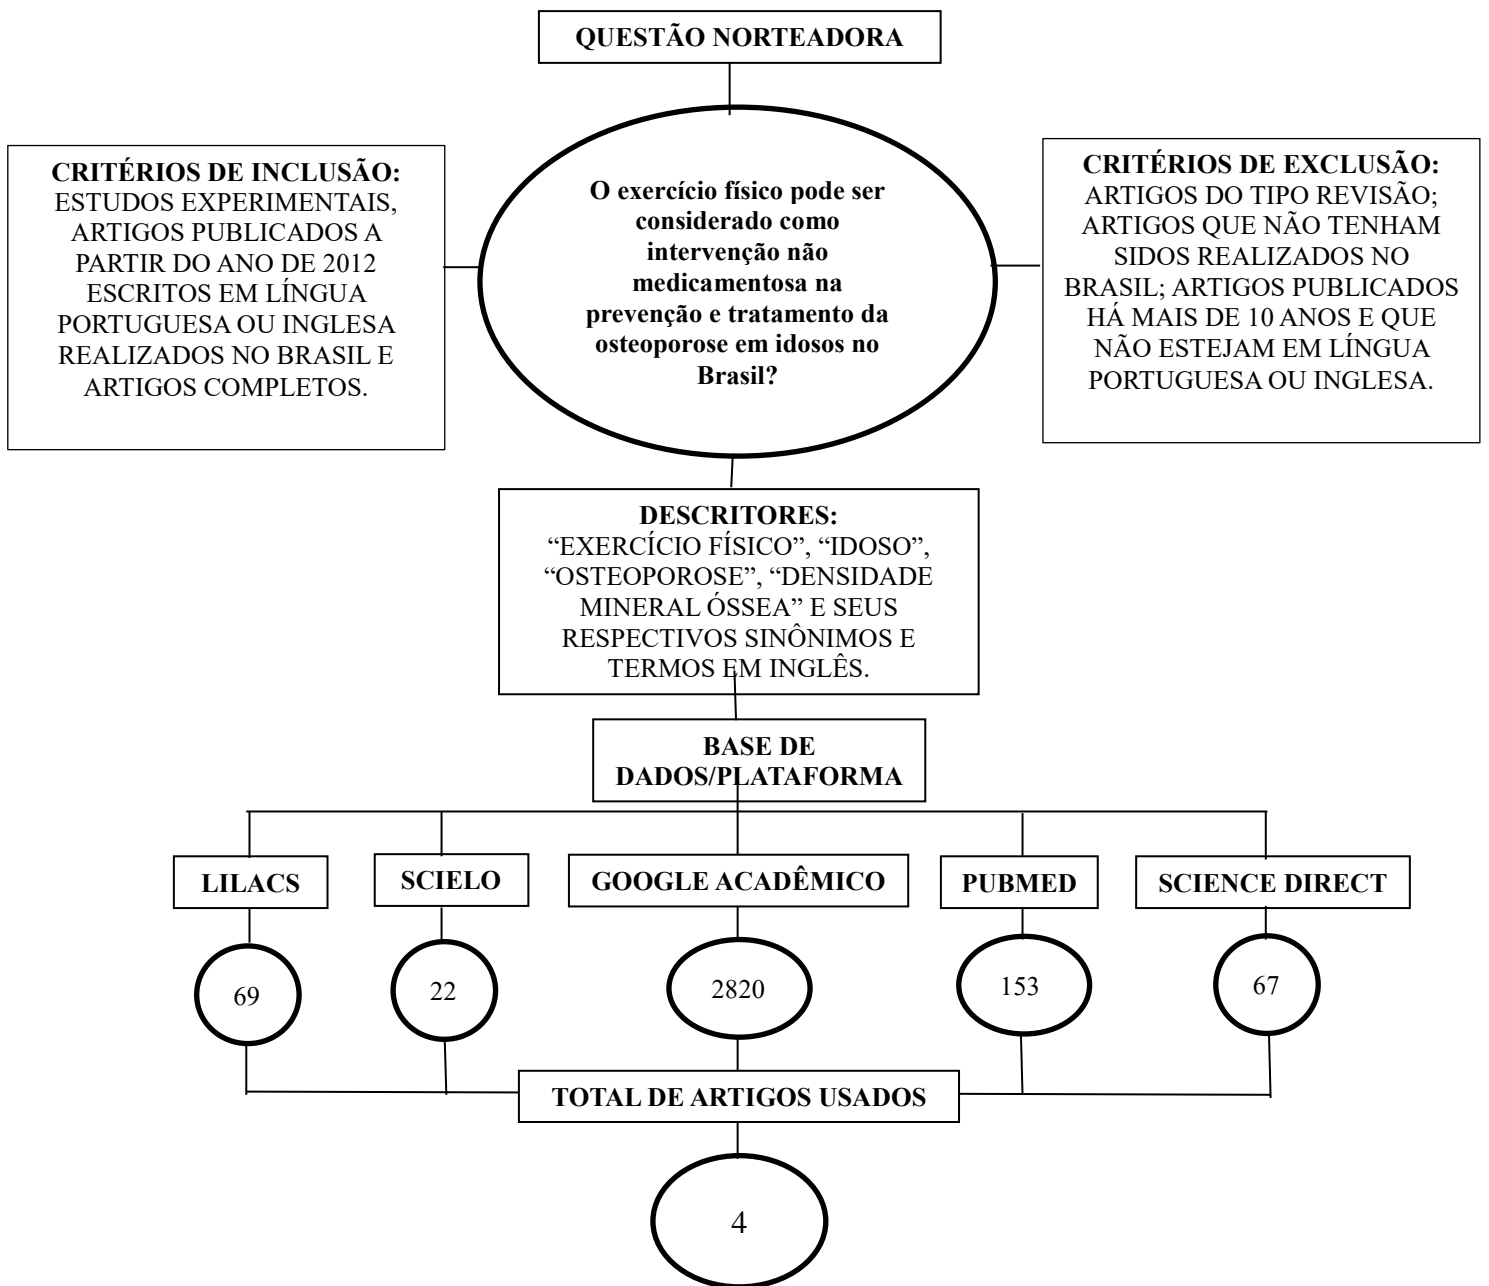 QUESTÃO NORTEADORA
CRITÉRIOS DE INCLUSÃO:
ESTUDOS EXPERIMENTAIS,
ARTIGOS PUBLICADOS A
PARTIR DO ANO DE 2012
ESCRITOS EM LÍNGUA
PORTUGUESA OU INGLESA
REALIZADOS NO BRASIL E
ARTIGOS COMPLETOS.
O exercício físico pode ser
considerado como
intervenção não
medicamentosa na
prevenção e tratamento da
osteoporose em idosos no
Brasil?
CRITÉRIOS DE EXCLUSÃO:
ARTIGOS DO TIPO REVISÃO;
ARTIGOS QUE NÃO TENHAM
SIDOS REALIZADOS NO
BRASIL; ARTIGOS PUBLICADOS
HÁ MAIS DE 10 ANOS E QUE
NÃO ESTEJAM EM LÍNGUA
PORTUGUESA OU INGLESA.
DESCRITORES:
“EXERCÍCIO FÍSICO”, “IDOSO”,
“OSTEOPOROSE”, “DENSIDADE
MINERAL ÓSSEA” E SEUS
RESPECTIVOS SINÔNIMOS E
TERMOS EM INGLÊS.
BASE DE
DADOS/PLATAFORMA
LILACS
SCIELO
GOOGLE ACADÊMICO
PUBMED
SCIENCE DIRECT
69
22
2820
153
67
TOTAL DE ARTIGOS USADOS
4